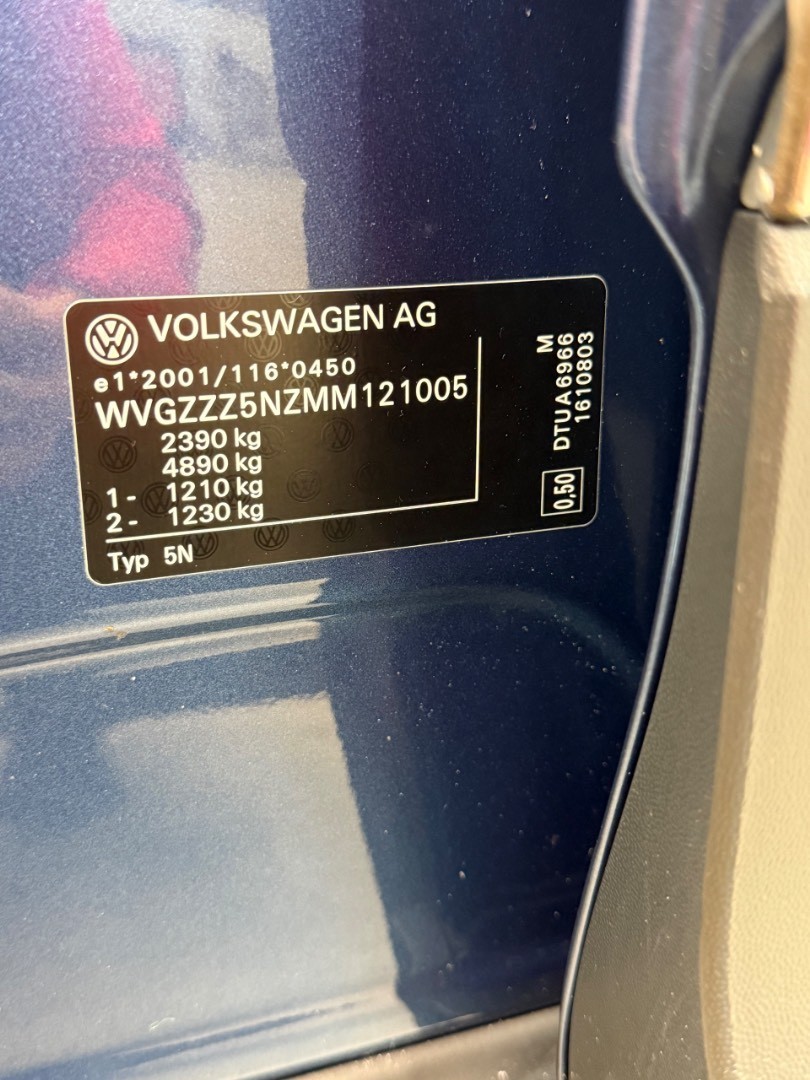 VOLKSWAGEN AG
e1*2001/116*0450
WVGZZZ5NZMM121005
2390 kg
4890 kg
1- 1210 kg
2- 1230 kg
Typ 5N
M
DTUA6966
1610803
0,50